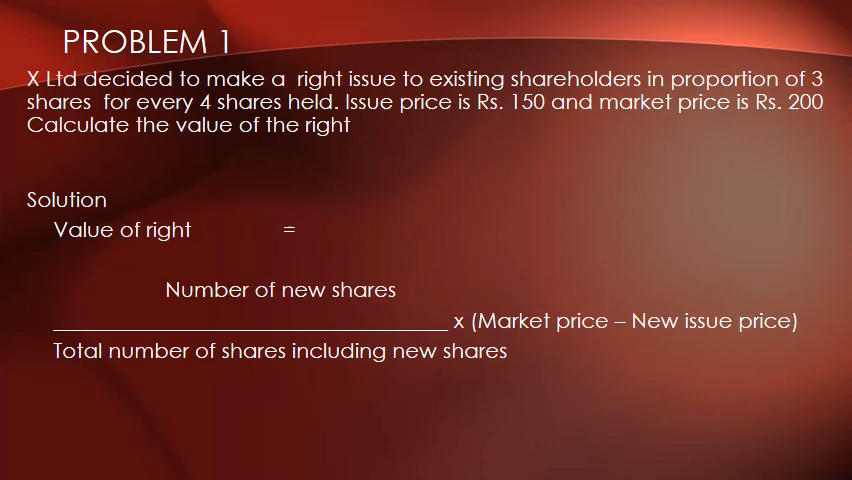 PROBLEM 1
X Ltd decided to make a  right issue to existing shareholders in proportion of 3
shares  for every 4 shares held. Issue price is Rs. 150 and market price is Rs. 200
Calculate the value of the right
Solution
Value of right =
Number of new shares
___________________________________ x (Market price – New issue price)
Total number of shares including new shares